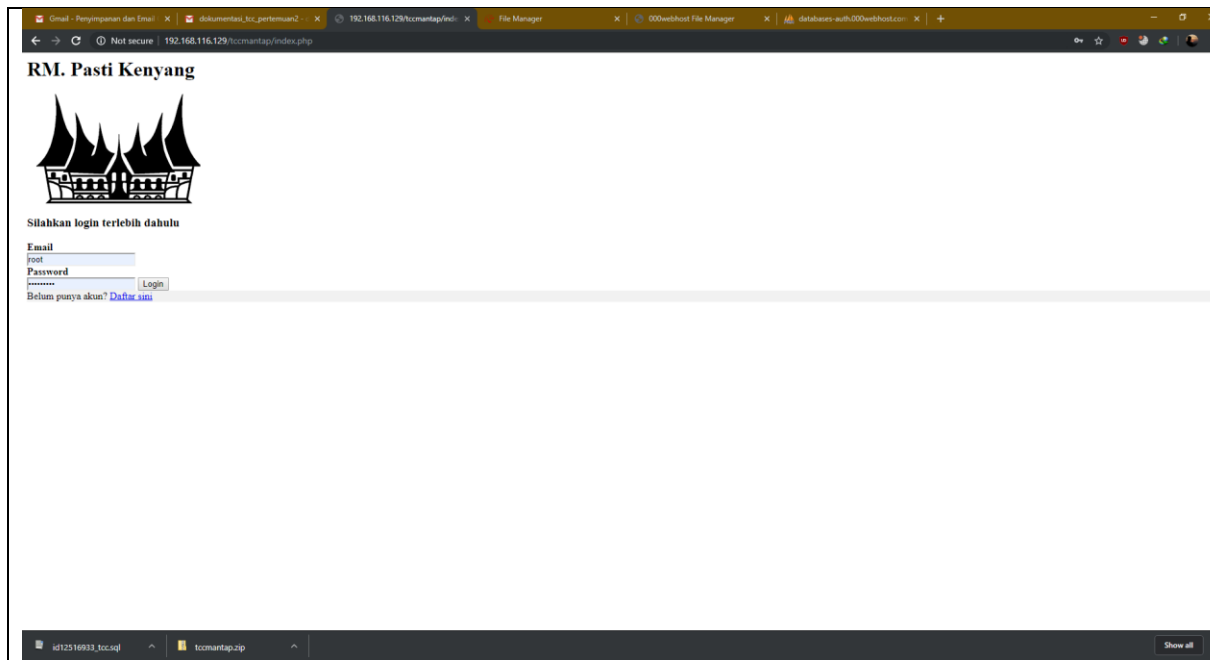 Gmail - Penyimpanan dan Email
dokumentasi_tcc_pertemuan2 -
192.168.116.129/tccmantap/inde
File Manager
000webhost File Manager
databases-auth.000webhost.com
Not secure | 192.168.116.129/tccmantap/index.php
RM. Pasti Kenyang
Silahkan login terlebih dahulu
Email
root
Password
•••••••••
Login
Belum punya akun? Daftar sini
id12516933_tcc.sql
tccmantap.zip
Show all